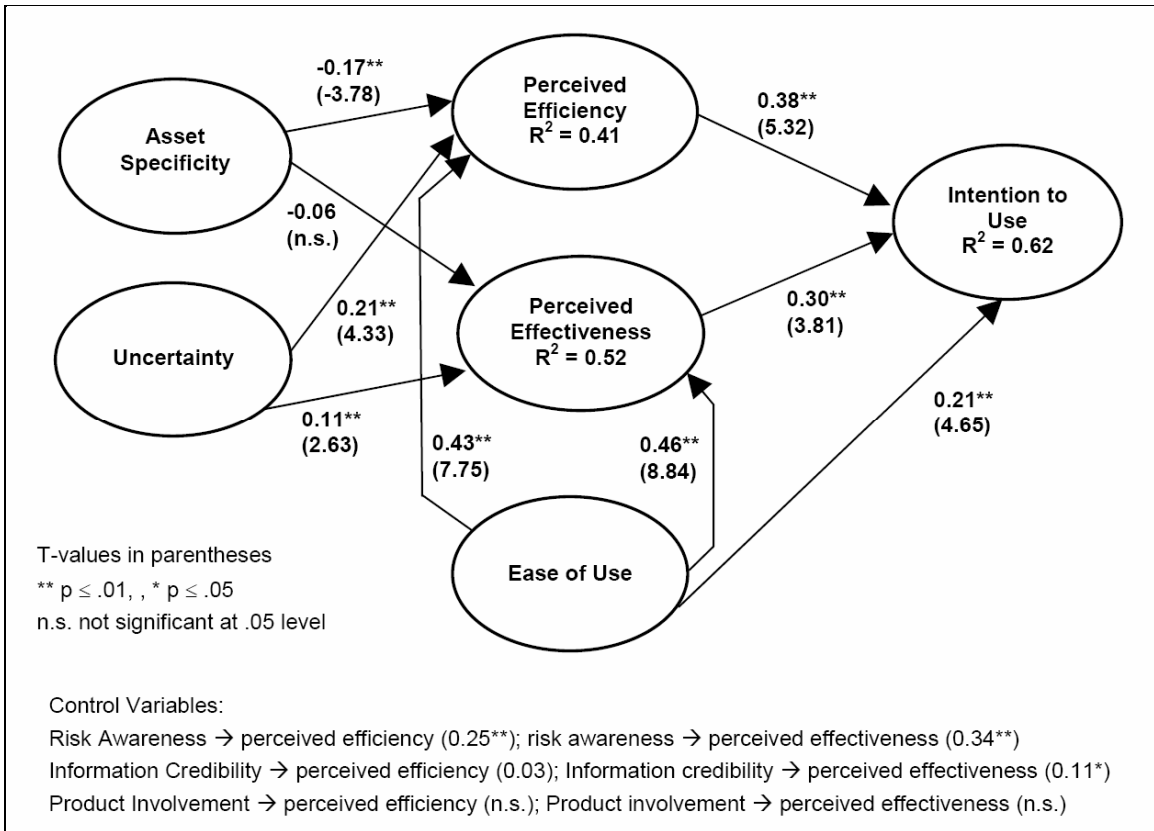 -0.17**
(-3.78)
Perceived
Efficiency
R² = 0.41
0.38**
(5.32)
Asset
Specificity
Intention to
Use
R² = 0.62
-0.06
(n.s.)
0.21**
(4.33)
Perceived
Effectiveness
R² = 0.52
0.30**
(3.81)
Uncertainty
0.11**
(2.63)
0.43**
(7.75)
0.46**
(8.84)
0.21**
(4.65)
Ease of Use
T-values in parentheses
** p ≤ .01, , * p ≤ .05
n.s. not significant at .05 level
Control Variables:
Risk Awareness → perceived efficiency (0.25**); risk awareness → perceived effectiveness (0.34**)
Information Credibility → perceived efficiency (0.03); Information credibility → perceived effectiveness (0.11*)
Product Involvement → perceived efficiency (n.s.); Product involvement → perceived effectiveness (n.s.)